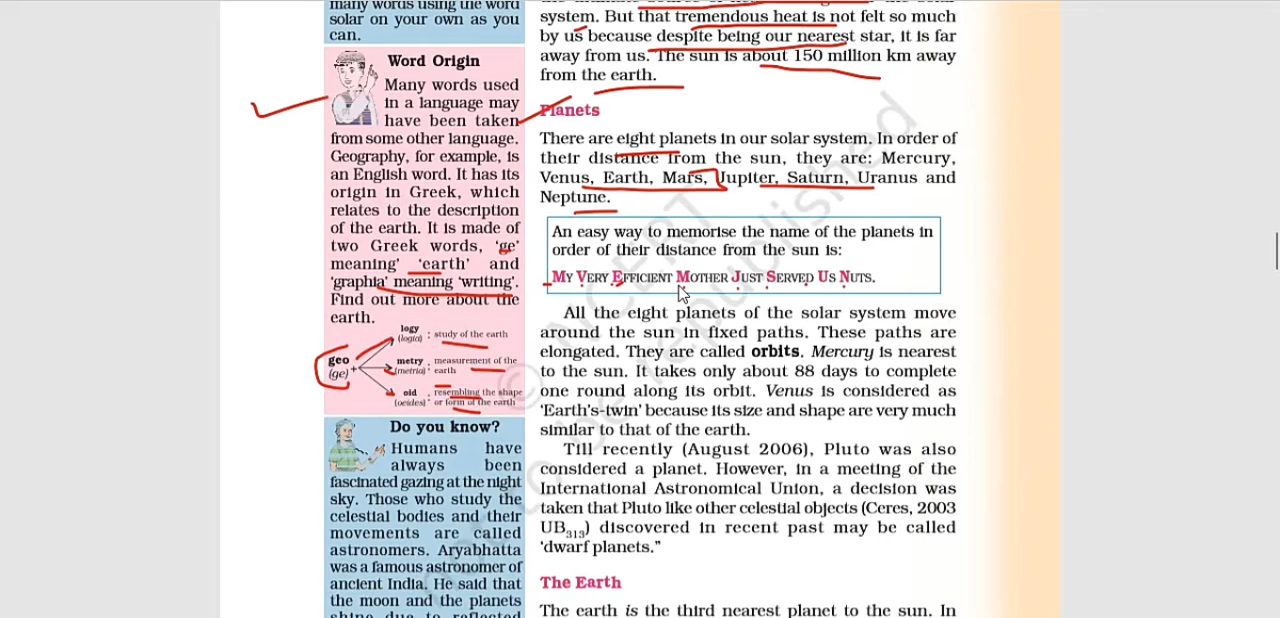 many words using the word
solar on your own as you
can.
Word Origin
Many words used
in a language may
have been taken
from some other language.
Geography, for example, is
an English word. It has its
origin in Greek, which
relates to the description
of the earth. It is made of
two Greek words, ‘ge’
meaning’ ‘earth’ and
‘graphia’ meaning ‘writing’.
Find out more about the
earth.
geo
(ge) +
logy
(logia) : study of the earth
metry : measurement of the
(metria) : earth
oid : resembling the shape
(oeides) : or form of the earth
Do you know?
Humans have
always been
fascinated gazing at the night
sky. Those who study the
celestial bodies and their
movements are called
astronomers. Aryabhatta
was a famous astronomer of
ancient India. He said that
the moon and the planets
shine due to reflected
system. But that tremendous heat is not felt so much
by us because despite being our nearest star, it is far
away from us. The sun is about 150 million km away
from the earth.
Planets
There are eight planets in our solar system. In order of
their distance from the sun, they are: Mercury,
Venus, Earth, Mars, Jupiter, Saturn, Uranus and
Neptune.
An easy way to memorise the name of the planets in
order of their distance from the sun is:
MY VERY EFFICIENT MOTHER JUST SERVED US NUTS.
All the eight planets of the solar system move
around the sun in fixed paths. These paths are
elongated. They are called orbits. Mercury is nearest
to the sun. It takes only about 88 days to complete
one round along its orbit. Venus is considered as
‘Earth’s-twin’ because its size and shape are very much
similar to that of the earth.
Till recently (August 2006), Pluto was also
considered a planet. However, in a meeting of the
International Astronomical Union, a decision was
taken that Pluto like other celestial objects (Ceres, 2003
UB313) discovered in recent past may be called
‘dwarf planets.”
The Earth
The earth is the third nearest planet to the sun. In
© NCERT
not to be republished